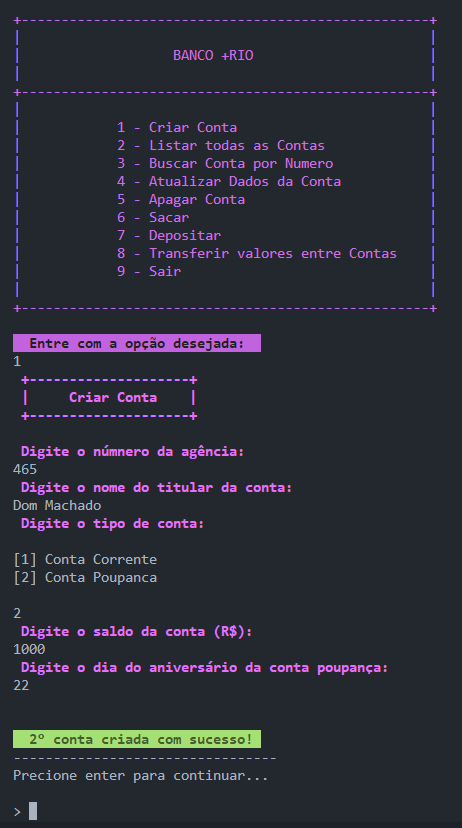 BANCO +RIO
1 - Criar Conta
2 - Listar todas as Contas
3 - Buscar Conta por Numero
4 - Atualizar Dados da Conta
5 - Apagar Conta
6 - Sacar
7 - Depositar
8 - Transferir valores entre Contas
9 - Sair
Entre com a opção desejada:
1
Criar Conta
Digite o númnero da agência:
465
Digite o nome do titular da conta:
Dom Machado
Digite o tipo de conta:
[1] Conta Corrente
[2] Conta Poupanca
2
Digite o saldo da conta (R$):
1000
Digite o dia do aniversário da conta poupança:
22
2º conta criada com sucesso!
---------------------------------
Precione enter para continuar...
>